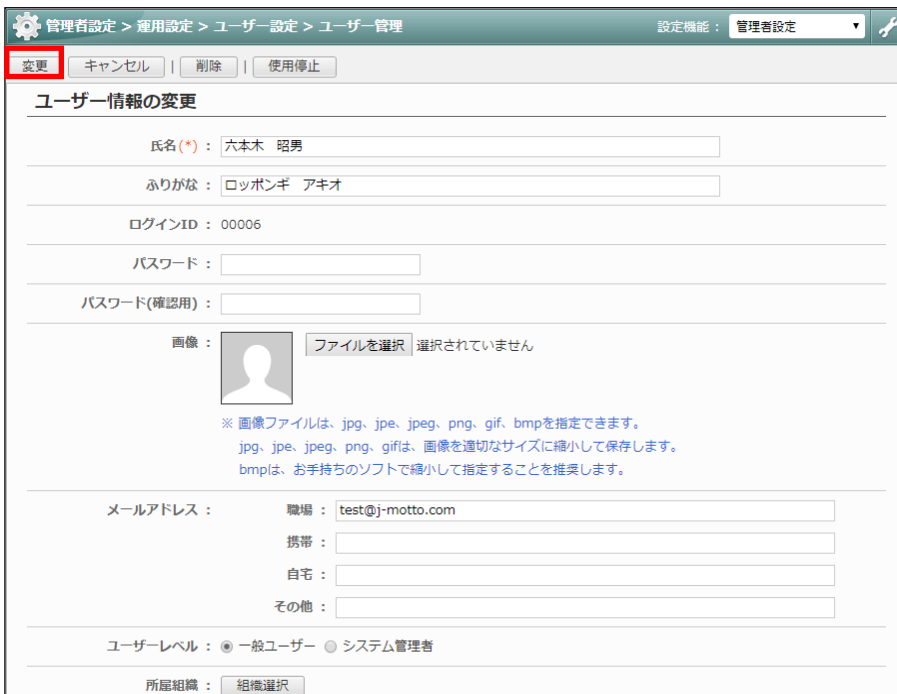 管理者設定 > 運用設定 > ユーザー設定 > ユーザー管理 設定機能： 管理者設定
変更 キャンセル | 削除 | 使用停止
ユーザー情報の変更
氏名(*) ： 六本木　昭男
ふりがな ： ロッポンギ　アキオ
ログインID ： 00006
パスワード ：
パスワード(確認用) ：
画像 ： ファイルを選択 選択されていません
※ 画像ファイルは、jpg、jpe、jpeg、png、gif、bmpを指定できます。
jpg、jpe、jpeg、png、gifは、画像を適切なサイズに縮小して保存します。
bmpは、お手持ちのソフトで縮小して指定することを推奨します。
メールアドレス ： 職場 ： test@j-motto.com
携帯 ：
自宅 ：
その他 ：
ユーザーレベル ： 一般ユーザー システム管理者
所属組織 ： 組織選択